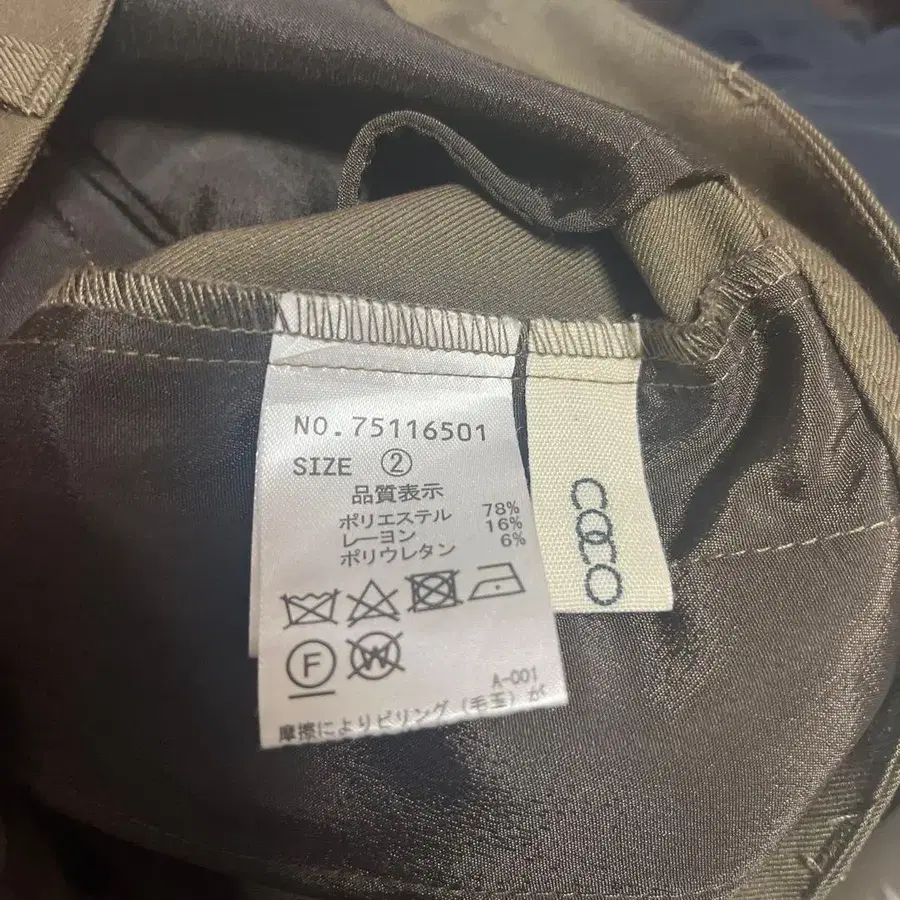 NO.75116501
SIZE ②
品質表示
ポリエステル 78%
レーヨン 16%
ポリウレタン 6%
F W
A-001
摩擦によりピリング(毛玉)が
coco